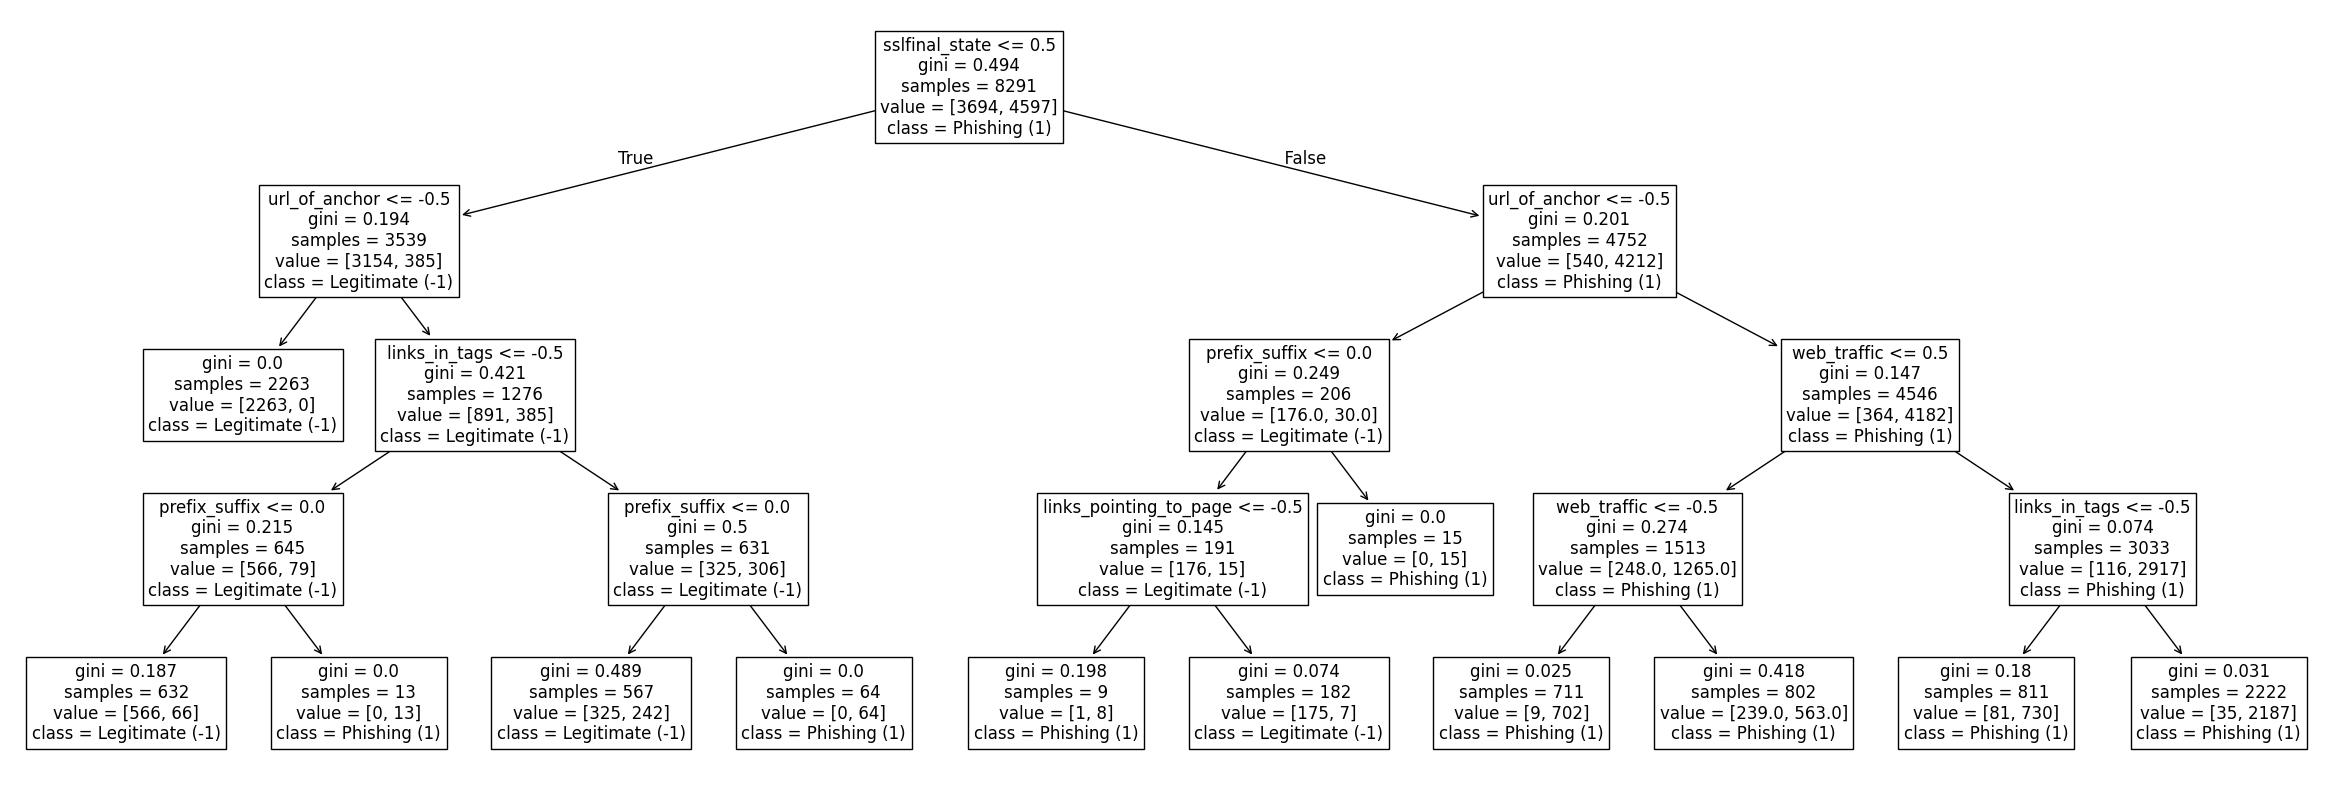 sslfinal_state <= 0.5
gini = 0.494
samples = 8291
value = [3694, 4597]
class = Phishing (1)
True
False
url_of_anchor <= -0.5
gini = 0.194
samples = 3539
value = [3154, 385]
class = Legitimate (-1)
url_of_anchor <= -0.5
gini = 0.201
samples = 4752
value = [540, 4212]
class = Phishing (1)
gini = 0.0
samples = 2263
value = [2263, 0]
class = Legitimate (-1)
links_in_tags <= -0.5
gini = 0.421
samples = 1276
value = [891, 385]
class = Legitimate (-1)
prefix_suffix <= 0.0
gini = 0.249
samples = 206
value = [176.0, 30.0]
class = Legitimate (-1)
web_traffic <= 0.5
gini = 0.147
samples = 4546
value = [364, 4182]
class = Phishing (1)
prefix_suffix <= 0.0
gini = 0.215
samples = 645
value = [566, 79]
class = Legitimate (-1)
prefix_suffix <= 0.0
gini = 0.5
samples = 631
value = [325, 306]
class = Legitimate (-1)
links_pointing_to_page <= -0.5
gini = 0.145
samples = 191
value = [176, 15]
class = Legitimate (-1)
gini = 0.0
samples = 15
value = [0, 15]
class = Phishing (1)
web_traffic <= -0.5
gini = 0.274
samples = 1513
value = [248.0, 1265.0]
class = Phishing (1)
links_in_tags <= -0.5
gini = 0.074
samples = 3033
value = [116, 2917]
class = Phishing (1)
gini = 0.187
samples = 632
value = [566, 66]
class = Legitimate (-1)
gini = 0.0
samples = 13
value = [0, 13]
class = Phishing (1)
gini = 0.489
samples = 567
value = [325, 242]
class = Legitimate (-1)
gini = 0.0
samples = 64
value = [0, 64]
class = Phishing (1)
gini = 0.198
samples = 9
value = [1, 8]
class = Phishing (1)
gini = 0.074
samples = 182
value = [175, 7]
class = Legitimate (-1)
gini = 0.025
samples = 711
value = [9, 702]
class = Phishing (1)
gini = 0.418
samples = 802
value = [239.0, 563.0]
class = Phishing (1)
gini = 0.18
samples = 811
value = [81, 730]
class = Phishing (1)
gini = 0.031
samples = 2222
value = [35, 2187]
class = Phishing (1)